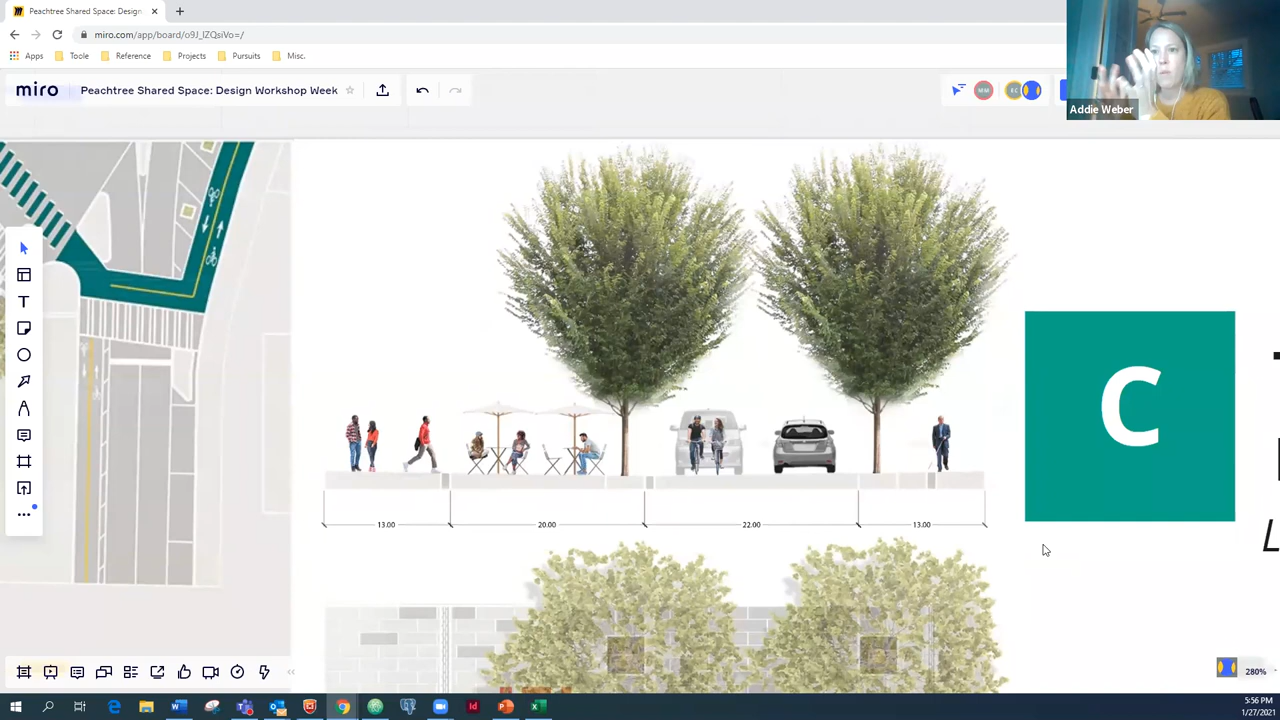 Peachtree Shared Space: Design
miro.com/app/board/o9J_lZQsiVo=/
Apps Toole Reference Projects Pursuits Misc.
miro Peachtree Shared Space: Design Workshop Week
MM RC
Addie Weber
T
C
13.00 20.00 22.00 13.00
280%
5:56 PM
1/27/2021